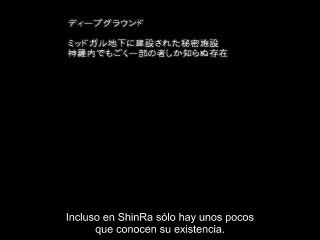 ディープグラウンド
ミッドガル地下に建設された秘密施設
神羅内でもごく一部の者しか知らぬ存在
Incluso en ShinRa sólo hay unos pocos
que conocen su existencia.